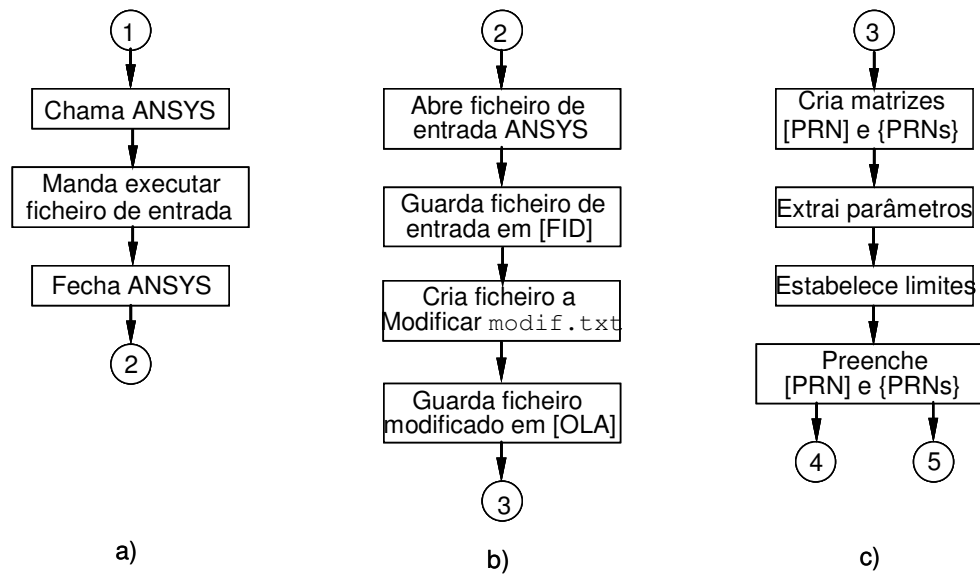 1
Chama ANSYS
Manda executar
ficheiro de entrada
Fecha ANSYS
2
a)
2
Abre ficheiro de
entrada ANSYS
Guarda ficheiro de
entrada em [FID]
Cria ficheiro a
Modificar modif.txt
Guarda ficheiro
modificado em [OLA]
3
b)
3
Cria matrizes
[PRN] e {PRNs}
Extrai parâmetros
Estabelece limites
Preenche
[PRN] e {PRNs}
4
5
c)